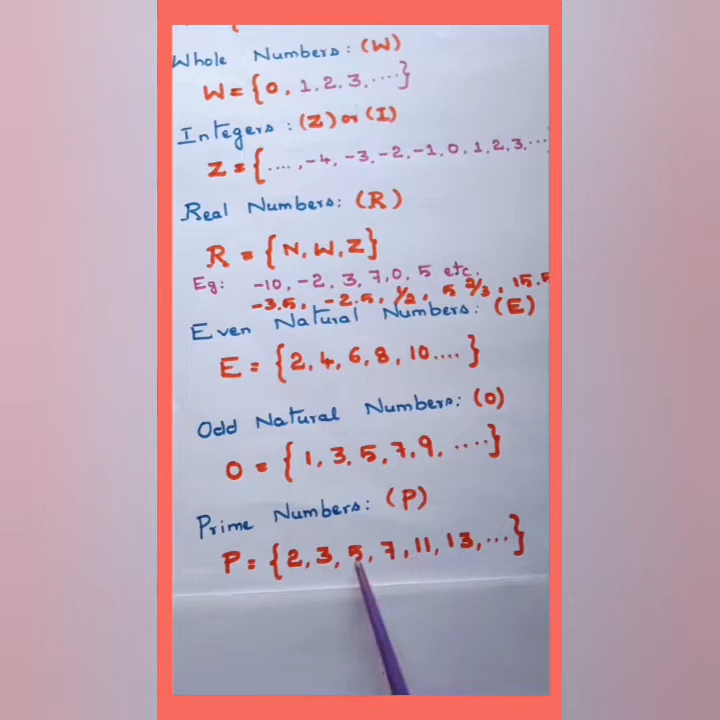 Whole Numbers: (W)
W = {0, 1, 2, 3, ....}
Integers : (Z) or (I)
Z = {...., -4, -3, -2, -1, 0, 1, 2, 3....
Real Numbers: (R)
R = {N, W, Z}
Eg: -10, -2, 3, 7, 0, 5 etc.
-3.5, -2.5, 1/2, 5 2/3, 15.5
Even Natural Numbers: (E)
E = {2, 4, 6, 8, 10.... }
Odd Natural Numbers: (O)
O = {1, 3, 5, 7, 9, ....}
Prime Numbers: (P)
P = {2, 3, 5, 7, 11, 13, ...}